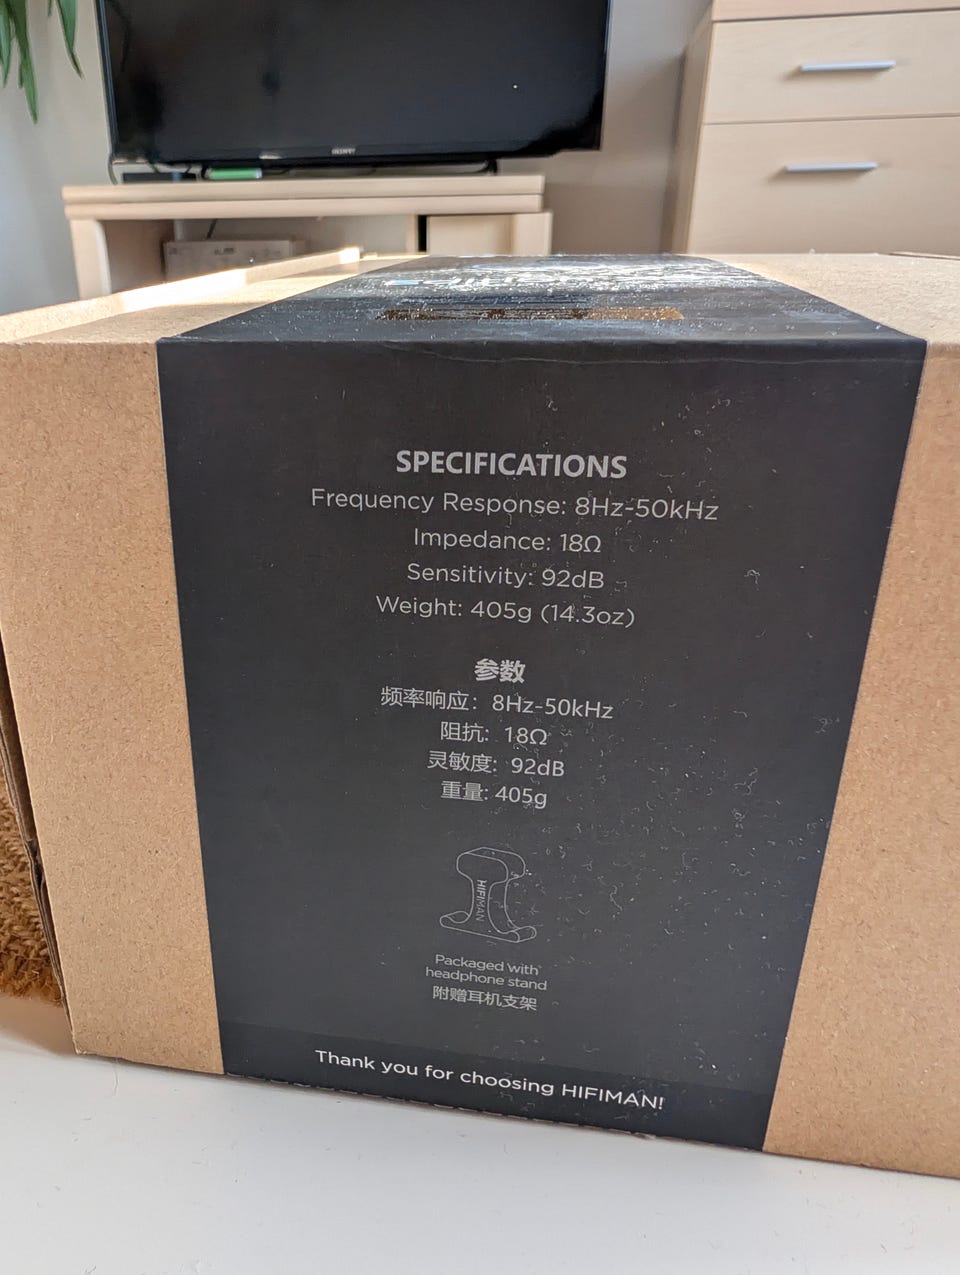 SONY
SPECIFICATIONS
Frequency Response: 8Hz-50kHz
Impedance: 18Ω
Sensitivity: 92dB
Weight: 405g (14.3oz)
参数
频率响应：8Hz-50kHz
阻抗: 18Ω
灵敏度: 92dB
重量: 405g
HIFIMAN
Packaged with
headphone stand
附赠耳机支架
Thank you for choosing HIFIMAN!